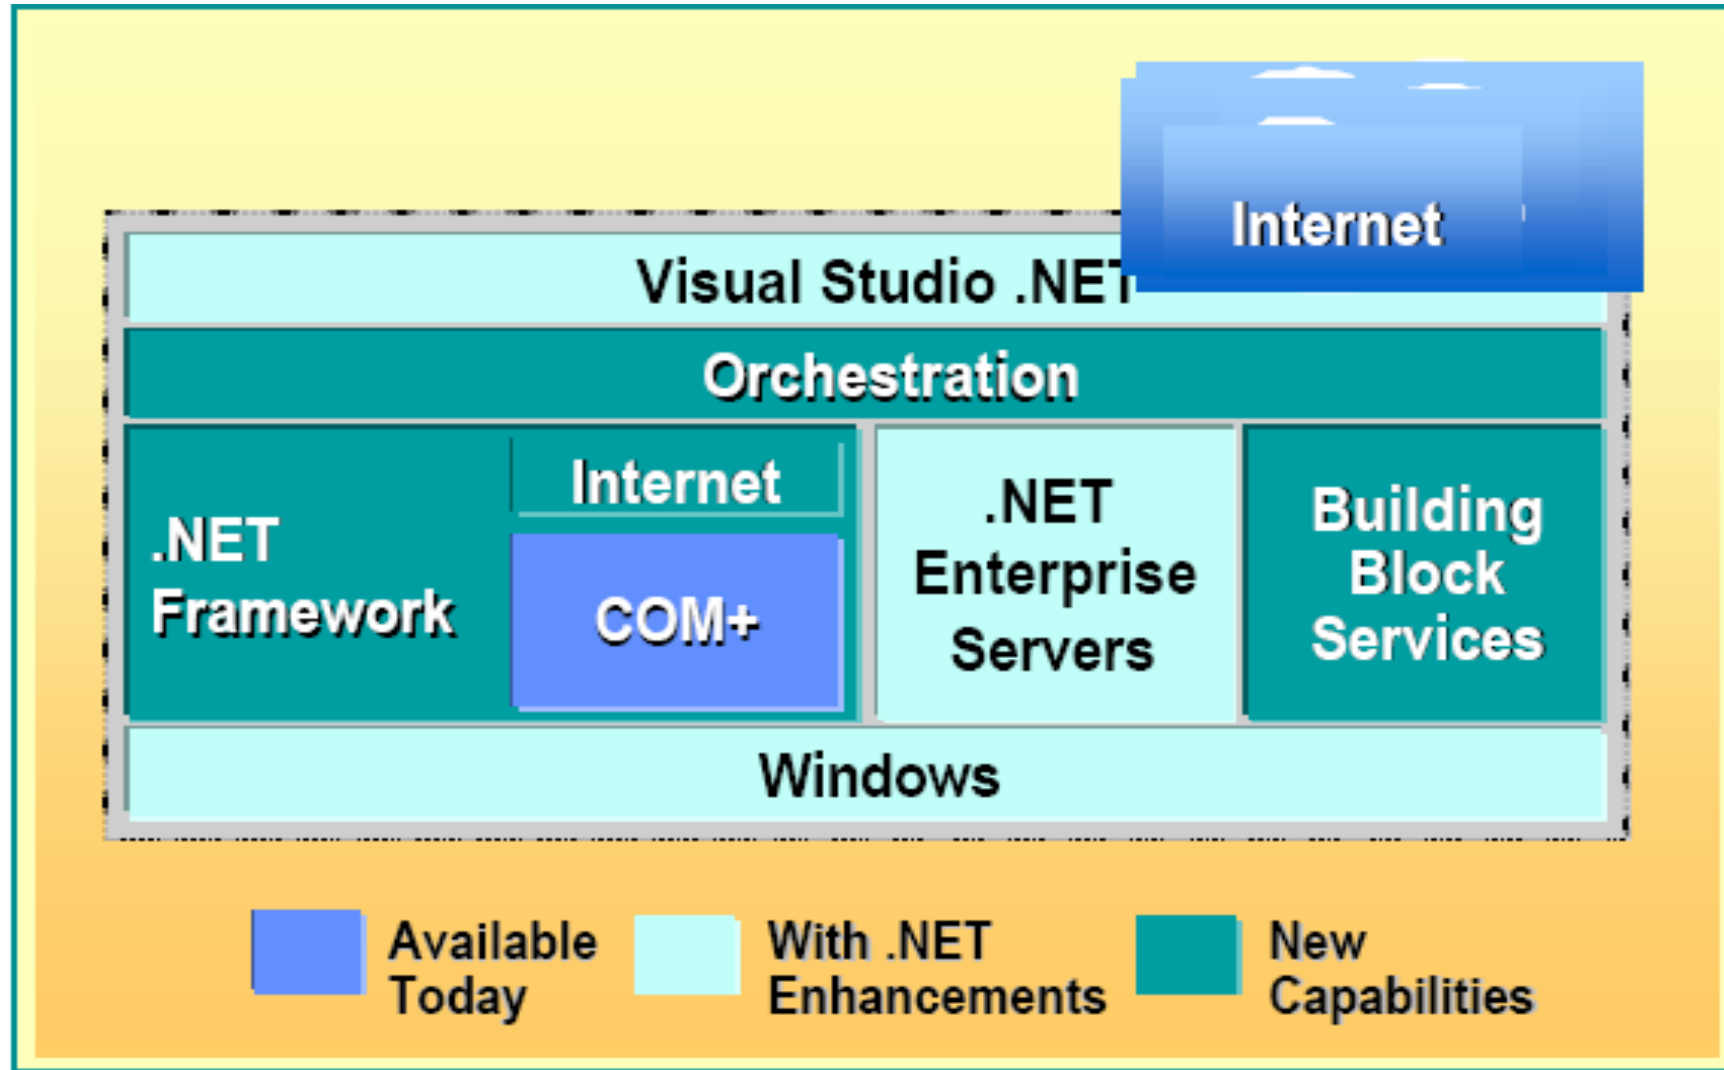 Internet
Visual Studio .NET
Orchestration
Internet
.NET
Framework
COM+
.NET
Enterprise
Servers
Building
Block
Services
Windows
Available
Today
With .NET
Enhancements
New
Capabilities